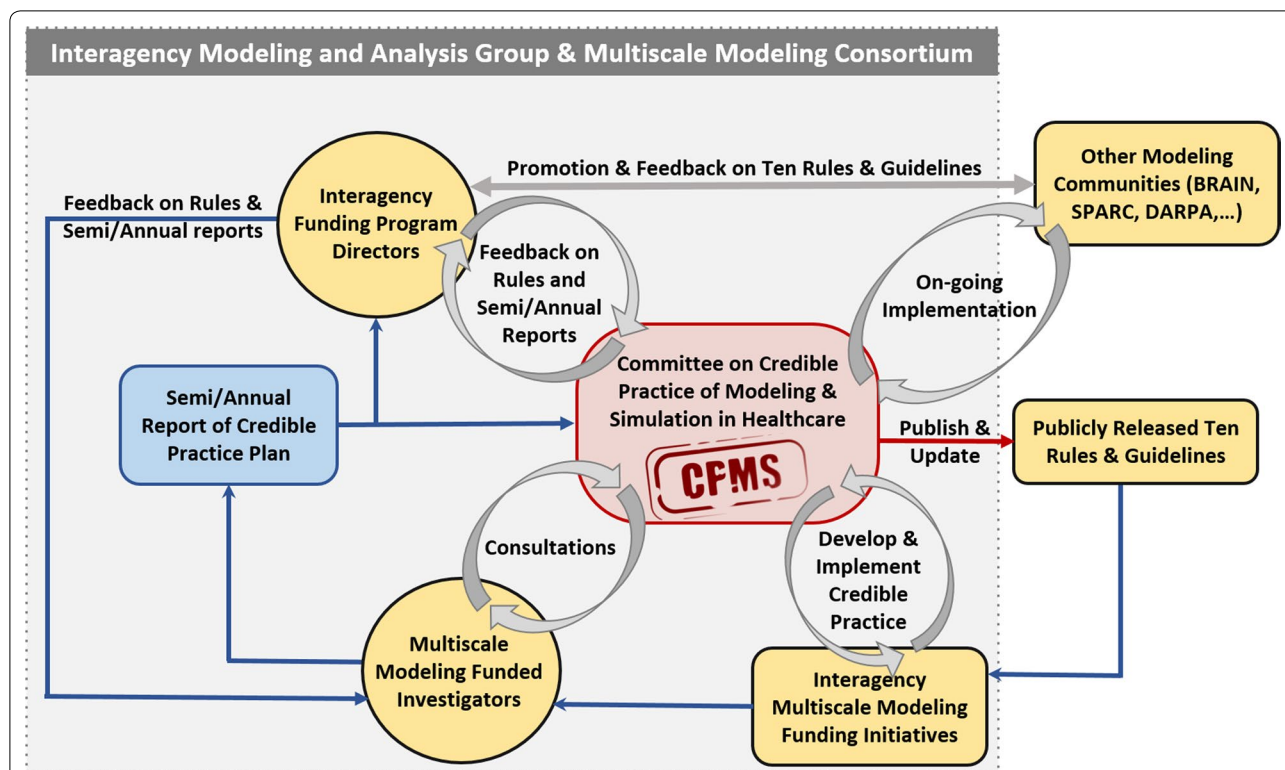 Interagency Modeling and Analysis Group & Multiscale Modeling Consortium
Promotion & Feedback on Ten Rules & Guidelines
Other Modeling
Communities (BRAIN,
SPARC, DARPA,...)
Interagency
Funding Program
Directors
Feedback on Rules &
Semi/Annual reports
Feedback on
Rules and
Semi/Annual
Reports
On-going
Implementation
Committee on Credible
Practice of Modeling &
Simulation in Healthcare
CPMS
Semi/Annual
Report of Credible
Practice Plan
Publish &
Update
Publicly Released Ten
Rules & Guidelines
Consultations
Develop &
Implement
Credible
Practice
Multiscale
Modeling Funded
Investigators
Interagency
Multiscale Modeling
Funding Initiatives